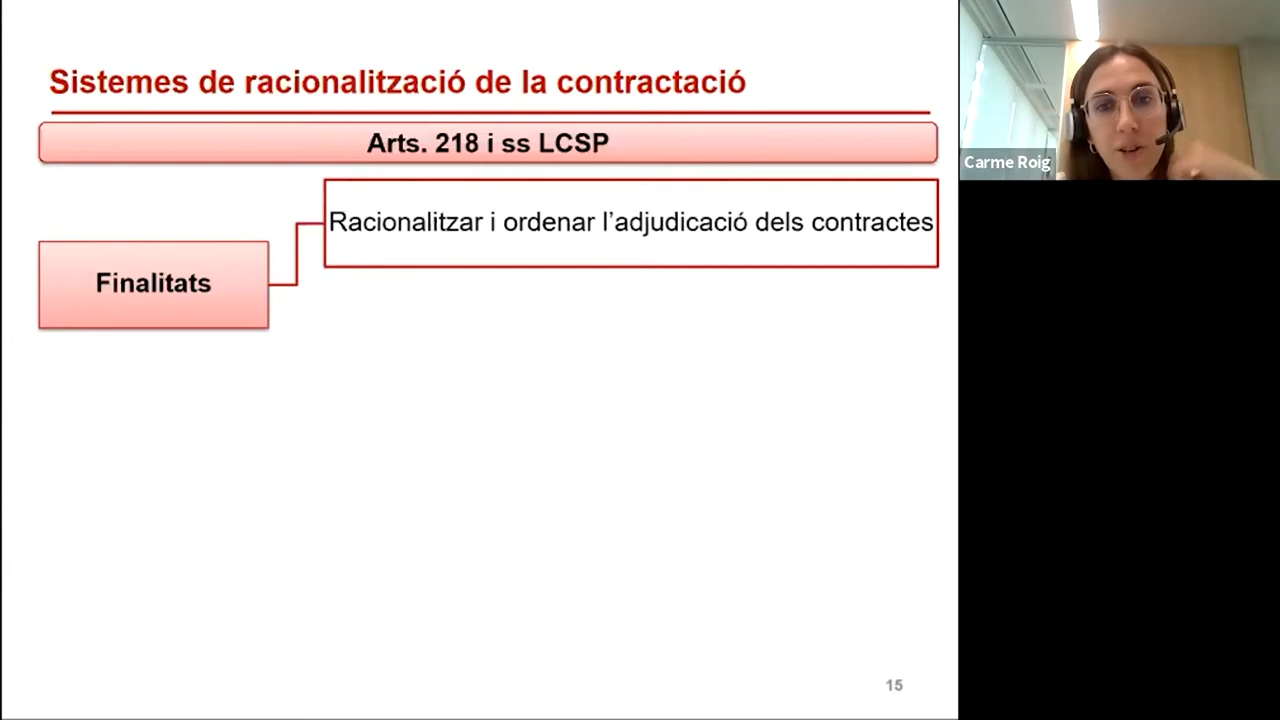 Sistemes de racionalització de la contractació
Arts. 218 i ss LCSP
Racionalitzar i ordenar l’adjudicació dels contractes
Finalitats
Carme Roig
15